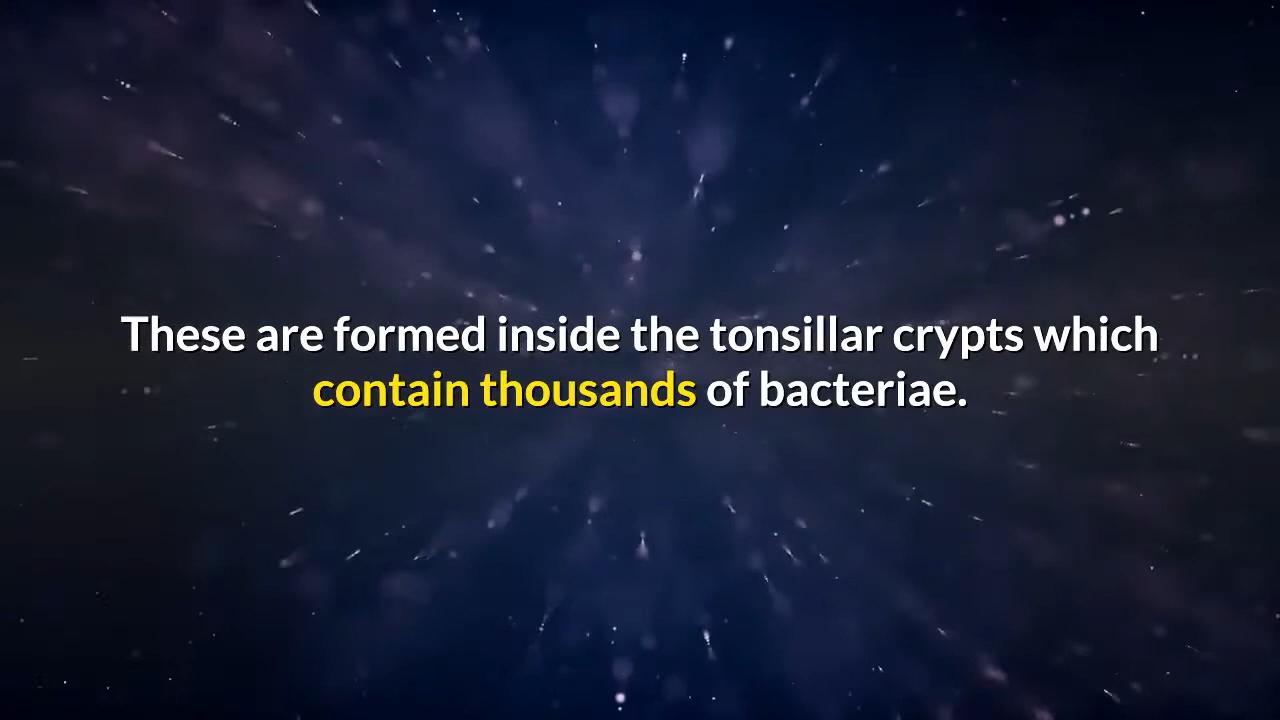 These are formed inside the tonsillar crypts which
contain thousands of bacteriae.